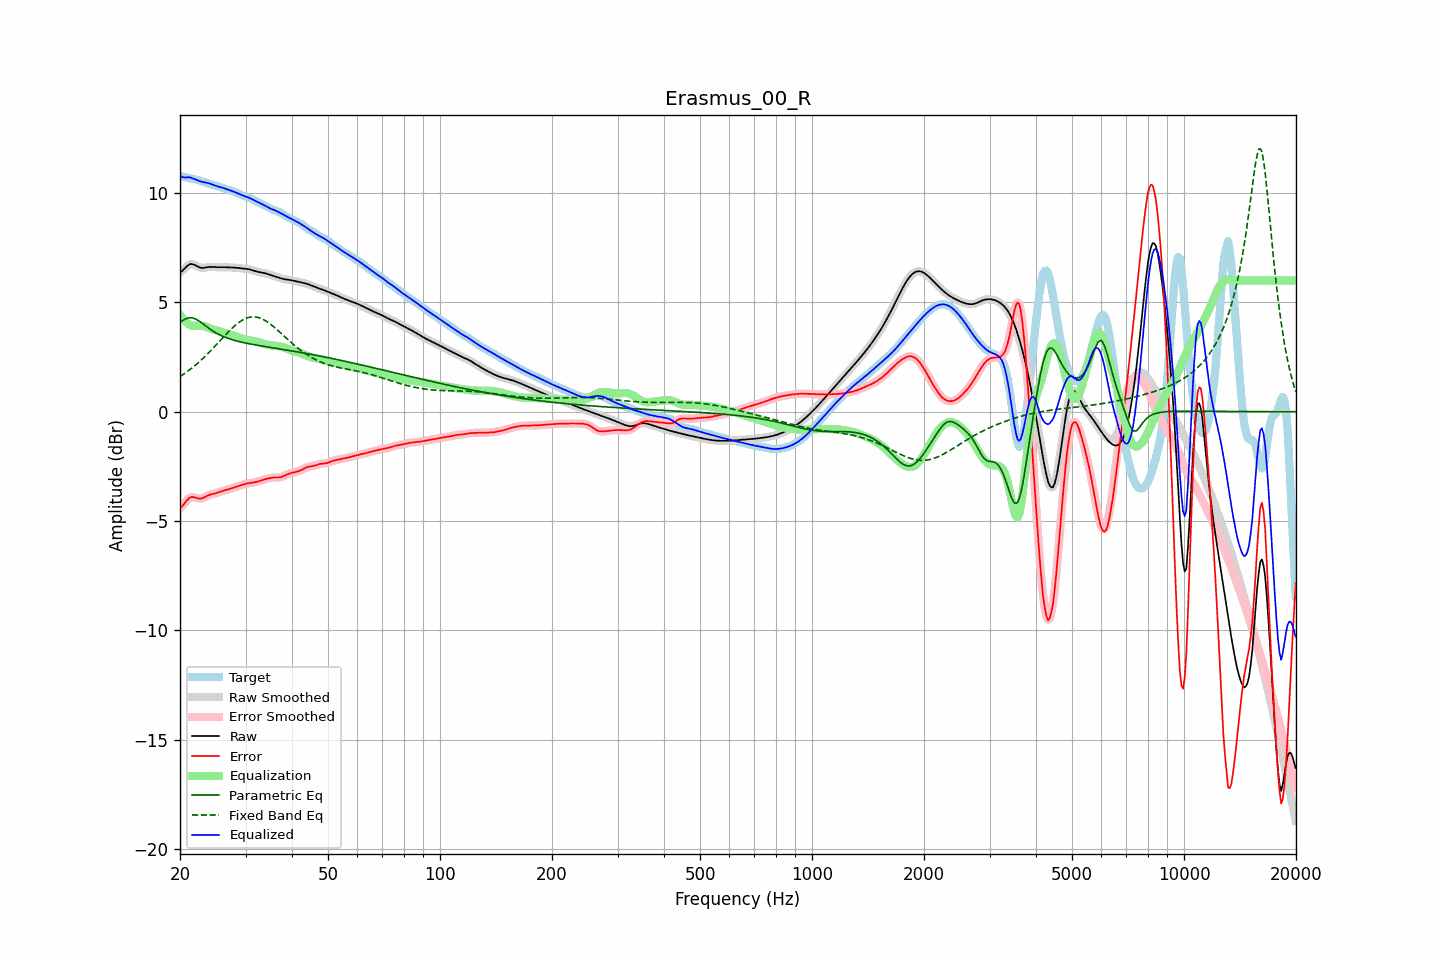 Erasmus_00_R
Amplitude (dBr)
10
5
0
−5
−10
−15
−20
Target
Raw Smoothed
Error Smoothed
Raw
Error
Equalization
Parametric Eq
Fixed Band Eq
Equalized
20 50 100 200 500 1000 2000 5000 10000 20000
Frequency (Hz)